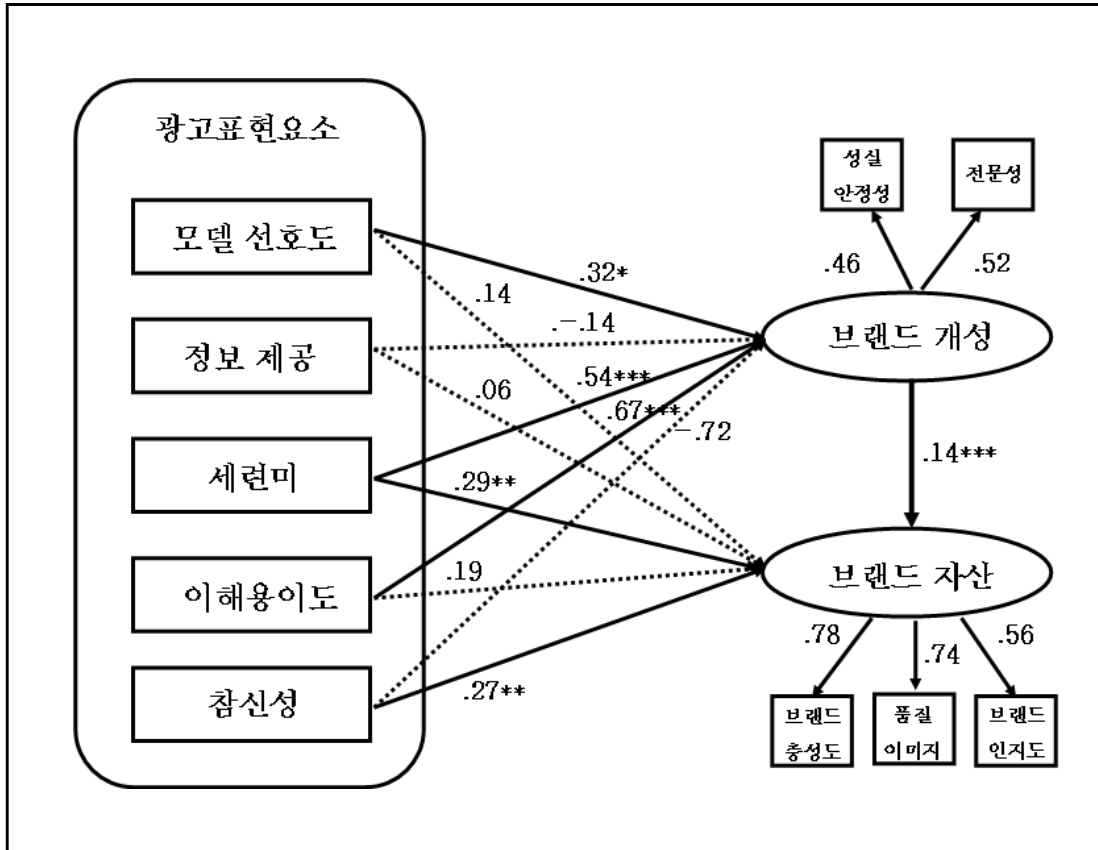 광고표현요소
모델 선호도
정보 제공
세련미
이해용이도
참신성
.32*
.14
.-.14
.06
.54***
.67***
-.72
.29**
.19
.27**
성실
안정성
전문성
.46
.52
브랜드 개성
.14***
브랜드 자산
.78
.74
.56
브랜드
충성도
품질
이미지
브랜드
인지도